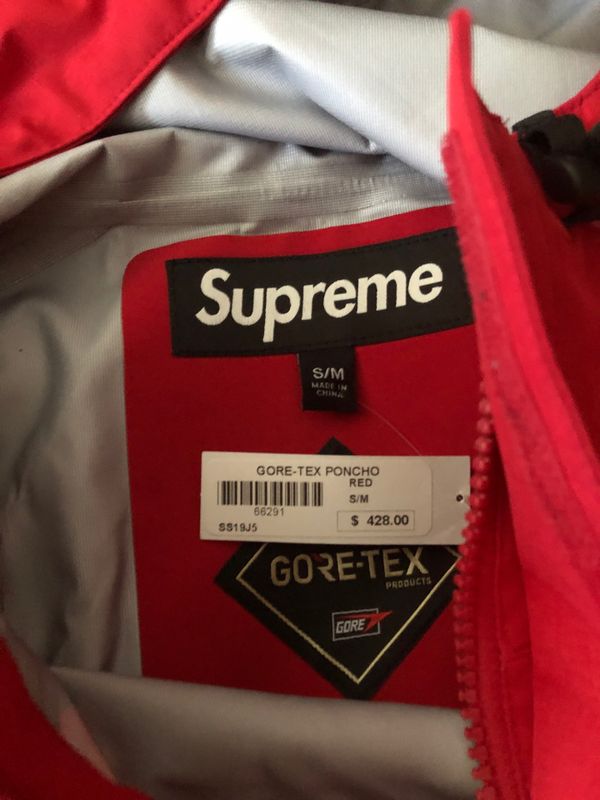 Supreme
S/M
MADE IN
CHINA
GORE-TEX PONCHO
RED
S/M
66291
SS19J5
$ 428.00
GORE-TEX
PRODUCTS
GORE